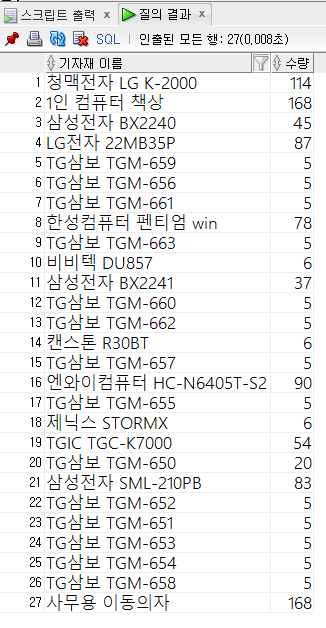 스크립트 출력 × 질의 결과 ×
SQL | 인출된 모든 행: 27(0,008초)
기자재 이름 수량
1 청맥전자 LG K-2000 114
2 1인 컴퓨터 책상 168
3 삼성전자 BX2240 45
4 LG전자 22MB35P 87
5 TG삼보 TGM-659 5
6 TG삼보 TGM-656 5
7 TG삼보 TGM-661 5
8 한성컴퓨터 펜티엄 win 78
9 TG삼보 TGM-663 5
10 비비텍 DU857 6
11 삼성전자 BX2241 37
12 TG삼보 TGM-660 5
13 TG삼보 TGM-662 5
14 캔스톤 R30BT 6
15 TG삼보 TGM-657 5
16 엔와이컴퓨터 HC-N6405T-S2 90
17 TG삼보 TGM-655 5
18 제닉스 STORMX 6
19 TGIC TGC-K7000 54
20 TG삼보 TGM-650 20
21 삼성전자 SML-210PB 83
22 TG삼보 TGM-652 5
23 TG삼보 TGM-651 5
24 TG삼보 TGM-653 5
25 TG삼보 TGM-654 5
26 TG삼보 TGM-658 5
27 사무용 이동의자 168